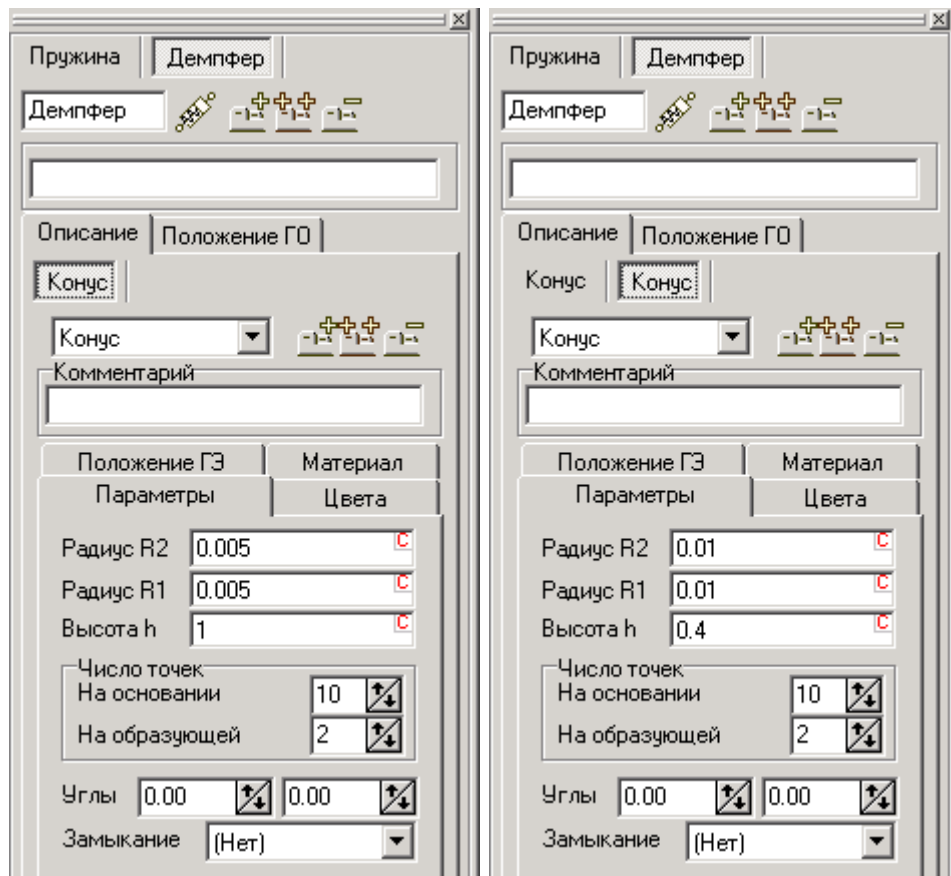 Пружина
Демпфер
Демпфер
Описание
Положение ГО
Конус
Конус
Комментарий
Положение ГЭ
Материал
Параметры
Цвета
Радиус R2
0.005
C
Радиус R1
0.005
C
Высота h
1
C
Число точек
На основании
10
На образующей
2
Углы
0.00
0.00
Замыкание
(Нет)
Пружина
Демпфер
Демпфер
Описание
Положение ГО
Конус
Конус
Конус
Комментарий
Положение ГЭ
Материал
Параметры
Цвета
Радиус R2
0.01
C
Радиус R1
0.01
C
Высота h
0.4
C
Число точек
На основании
10
На образующей
2
Углы
0.00
0.00
Замыкание
(Нет)